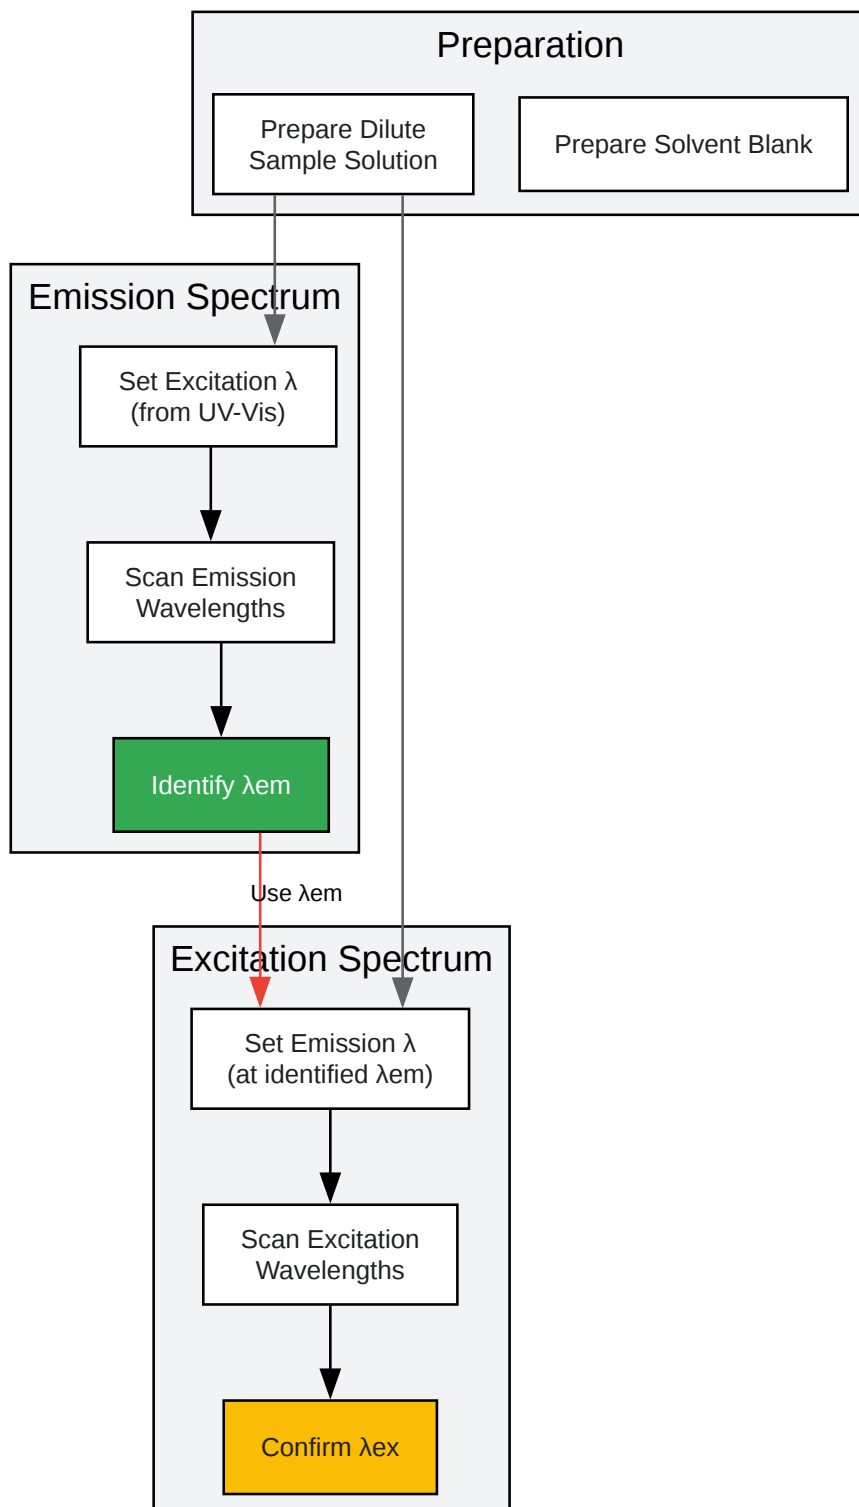 Preparation
Prepare Dilute
Sample Solution
Prepare Solvent Blank
Emission Spectrum
Set Excitation λ
(from UV-Vis)
Scan Emission
Wavelengths
Identify λem
Use λem
Excitation Spectrum
Set Emission λ
(at identified λem)
Scan Excitation
Wavelengths
Confirm λex